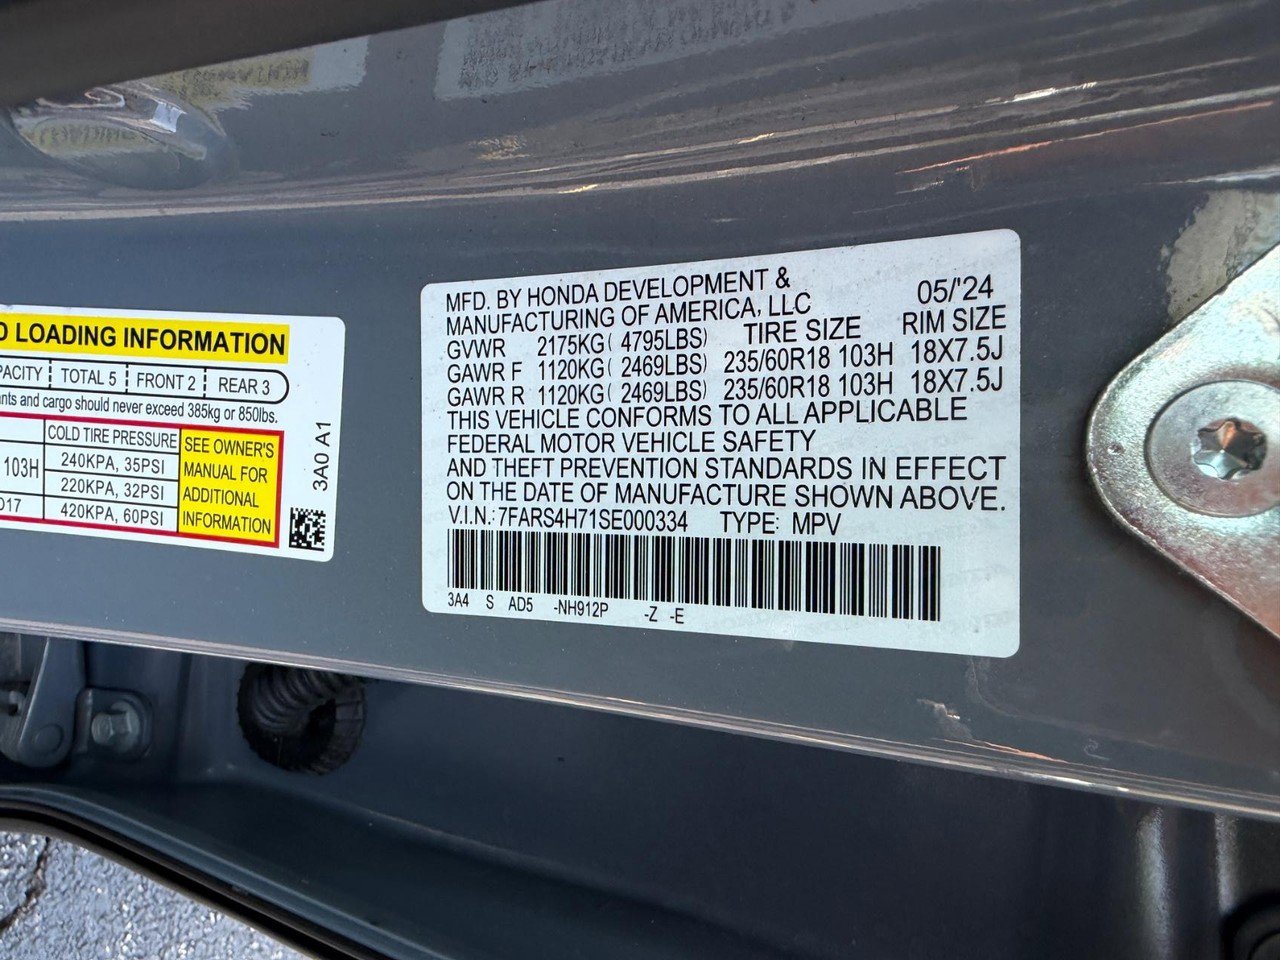 D LOADING INFORMATION
PACITY TOTAL 5 FRONT 2 REAR 3
nts and cargo should never exceed 385kg or 850lbs.
COLD TIRE PRESSURE
103H 240KPA, 35PSI
220KPA, 32PSI
D17 420KPA, 60PSI
SEE OWNER'S
MANUAL FOR
ADDITIONAL
INFORMATION
3A0 A1
MFD. BY HONDA DEVELOPMENT &
MANUFACTURING OF AMERICA, LLC 05/'24
GVWR 2175KG( 4795LBS) TIRE SIZE RIM SIZE
GAWR F 1120KG( 2469LBS) 235/60R18 103H 18X7.5J
GAWR R 1120KG( 2469LBS) 235/60R18 103H 18X7.5J
THIS VEHICLE CONFORMS TO ALL APPLICABLE
FEDERAL MOTOR VEHICLE SAFETY
AND THEFT PREVENTION STANDARDS IN EFFECT
ON THE DATE OF MANUFACTURE SHOWN ABOVE.
V.I.N.:7FARS4H71SE000334 TYPE: MPV
3A4 S AD5 -NH912P -Z -E